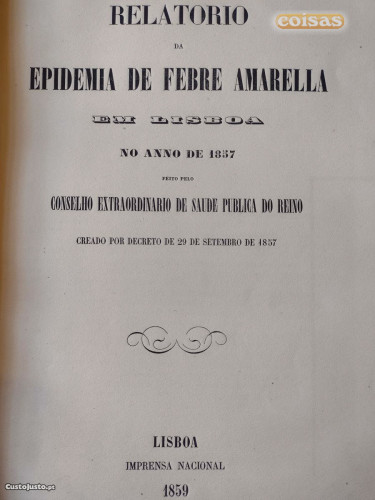 coisas
RELATORIO
DA
EPIDEMIA DE FEBRE AMARELLA
EM LISBOA
NO ANNO DE 1857
FEITO PELO
CONSELHO EXTRAORDINARIO DE SAUDE PUBLICA DO REINO
CREADO POR DECRETO DE 29 DE SETEMBRO DE 1857
LISBOA
IMPRENSA NACIONAL
1859
Custojusto.pt